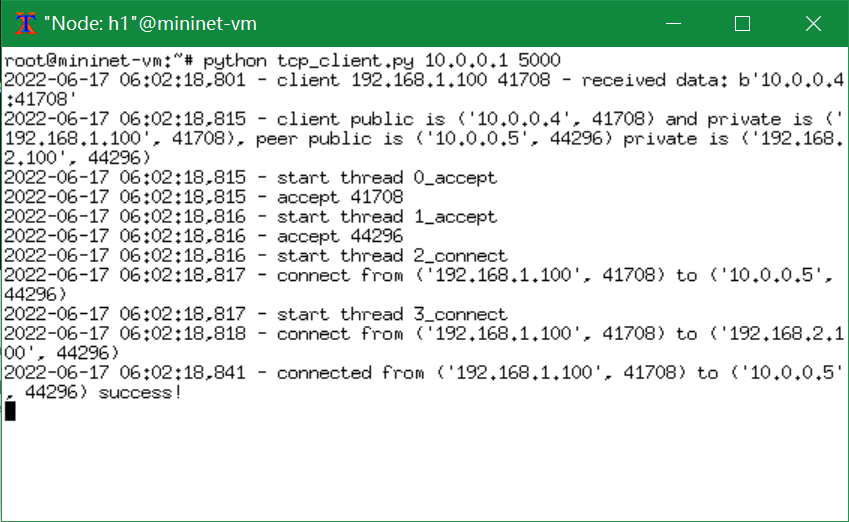 "Node: h1"@mininet-vm
root@mininet-vm:~# python tcp_client.py 10.0.0.1 5000
2022-06-17 06:02:18,801 - client 192.168.1.100 41708 - received data: b'10.0.0.4
:41708'
2022-06-17 06:02:18,815 - client public is ('10.0.0.4', 41708) and private is ('
192.168.1.100', 41708), peer public is ('10.0.0.5', 44296) private is ('192.168.
2.100', 44296)
2022-06-17 06:02:18,815 - start thread 0_accept
2022-06-17 06:02:18,815 - accept 41708
2022-06-17 06:02:18,816 - start thread 1_accept
2022-06-17 06:02:18,816 - accept 44296
2022-06-17 06:02:18,816 - start thread 2_connect
2022-06-17 06:02:18,817 - connect from ('192.168.1.100', 41708) to ('10.0.0.5',
44296)
2022-06-17 06:02:18,817 - start thread 3_connect
2022-06-17 06:02:18,818 - connect from ('192.168.1.100', 41708) to ('192.168.2.1
00', 44296)
2022-06-17 06:02:18,841 - connected from ('192.168.1.100', 41708) to ('10.0.0.5'
, 44296) success!